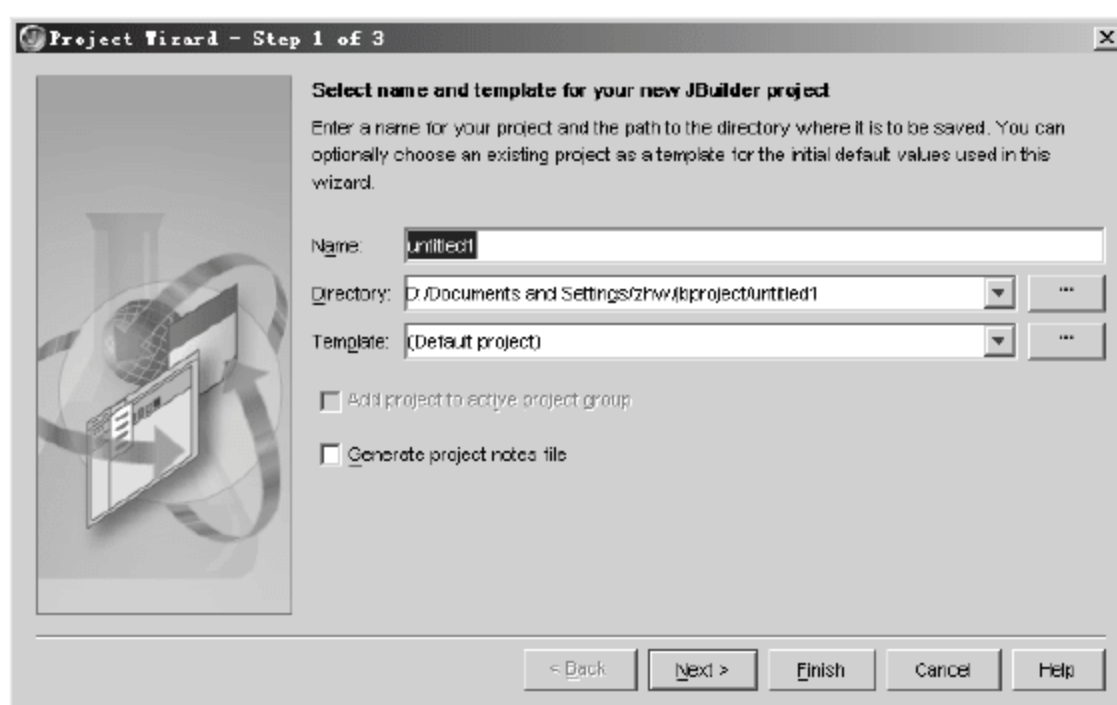 Project Wizard - Step 1 of 3
Select name and template for your new JBuilder project
Enter a name for your project and the path to the directory where it is to be saved. You can
optionally choose an existing project as a template for the initial default values used in this
wizard.
Name: untitled1
Directory: D:/Documents and Settings/zhw/jbproject/untitled1 ...
Template: (Default project) ...
Add project to active project group
Generate project notes file
< Back Next > Finish Cancel Help